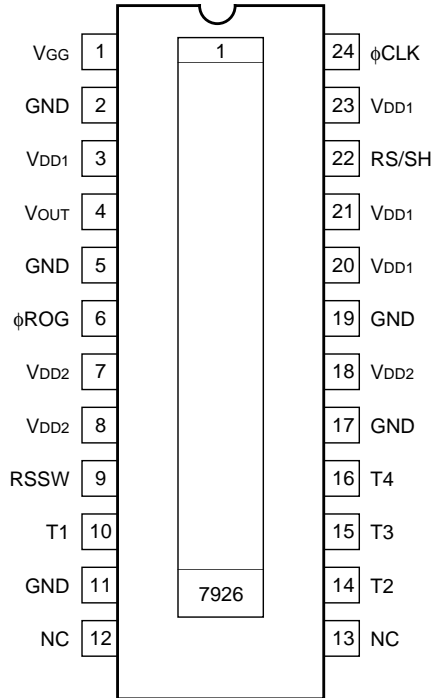 VGG 1 1 24 φCLK
GND 2 23 VDD1
VDD1 3 22 RS/SH
VOUT 4 21 VDD1
GND 5 20 VDD1
φROG 6 19 GND
VDD2 7 18 VDD2
VDD2 8 17 GND
RSSW 9 16 T4
T1 10 15 T3
GND 11 7926 14 T2
NC 12 13 NC